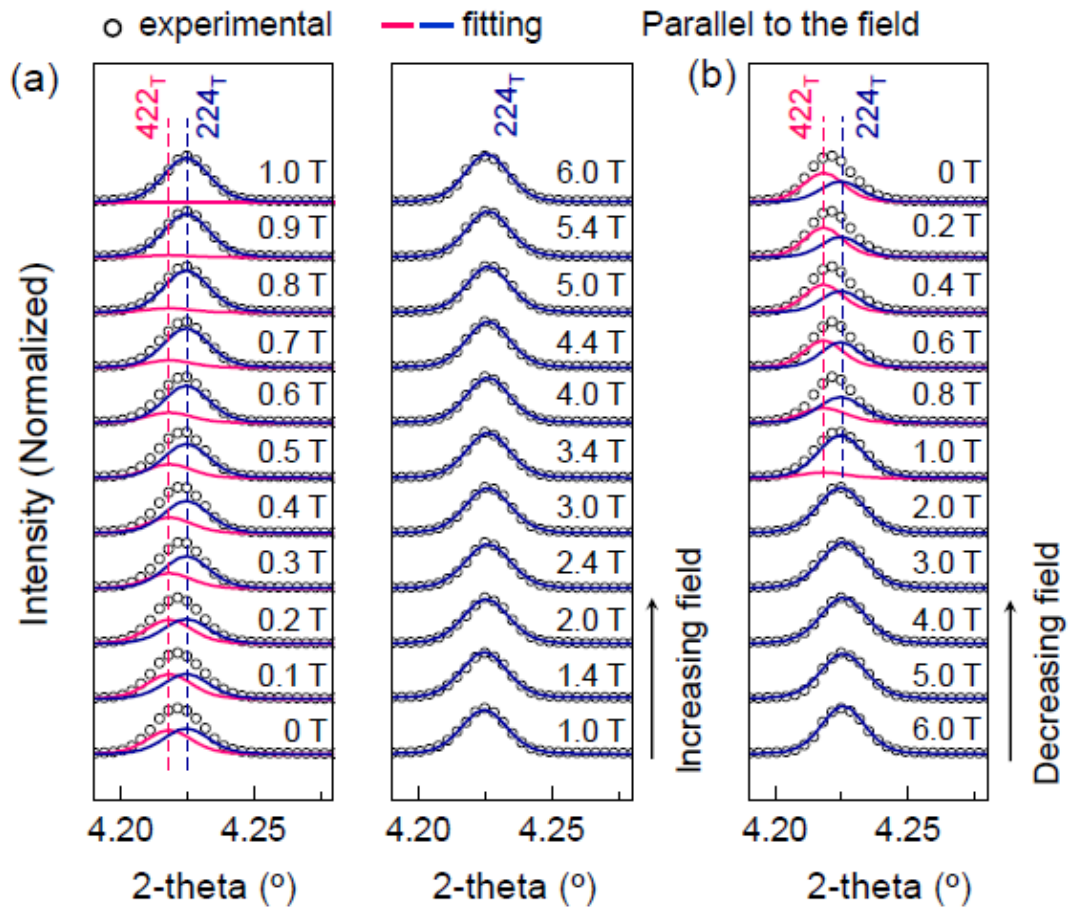 experimental fitting Parallel to the field
(a)
422T 224T
1.0 T
0.9 T
0.8 T
0.7 T
0.6 T
0.5 T
0.4 T
0.3 T
0.2 T
0.1 T
0 T
4.20 4.25
2-theta (º)
Intensity (Normalized)
224T
6.0 T
5.4 T
5.0 T
4.4 T
4.0 T
3.4 T
3.0 T
2.4 T
2.0 T
1.4 T
1.0 T
Increasing field
4.20 4.25
2-theta (º)
(b)
422T 224T
0 T
0.2 T
0.4 T
0.6 T
0.8 T
1.0 T
2.0 T
3.0 T
4.0 T
5.0 T
6.0 T
Decreasing field
4.20 4.25
2-theta (º)